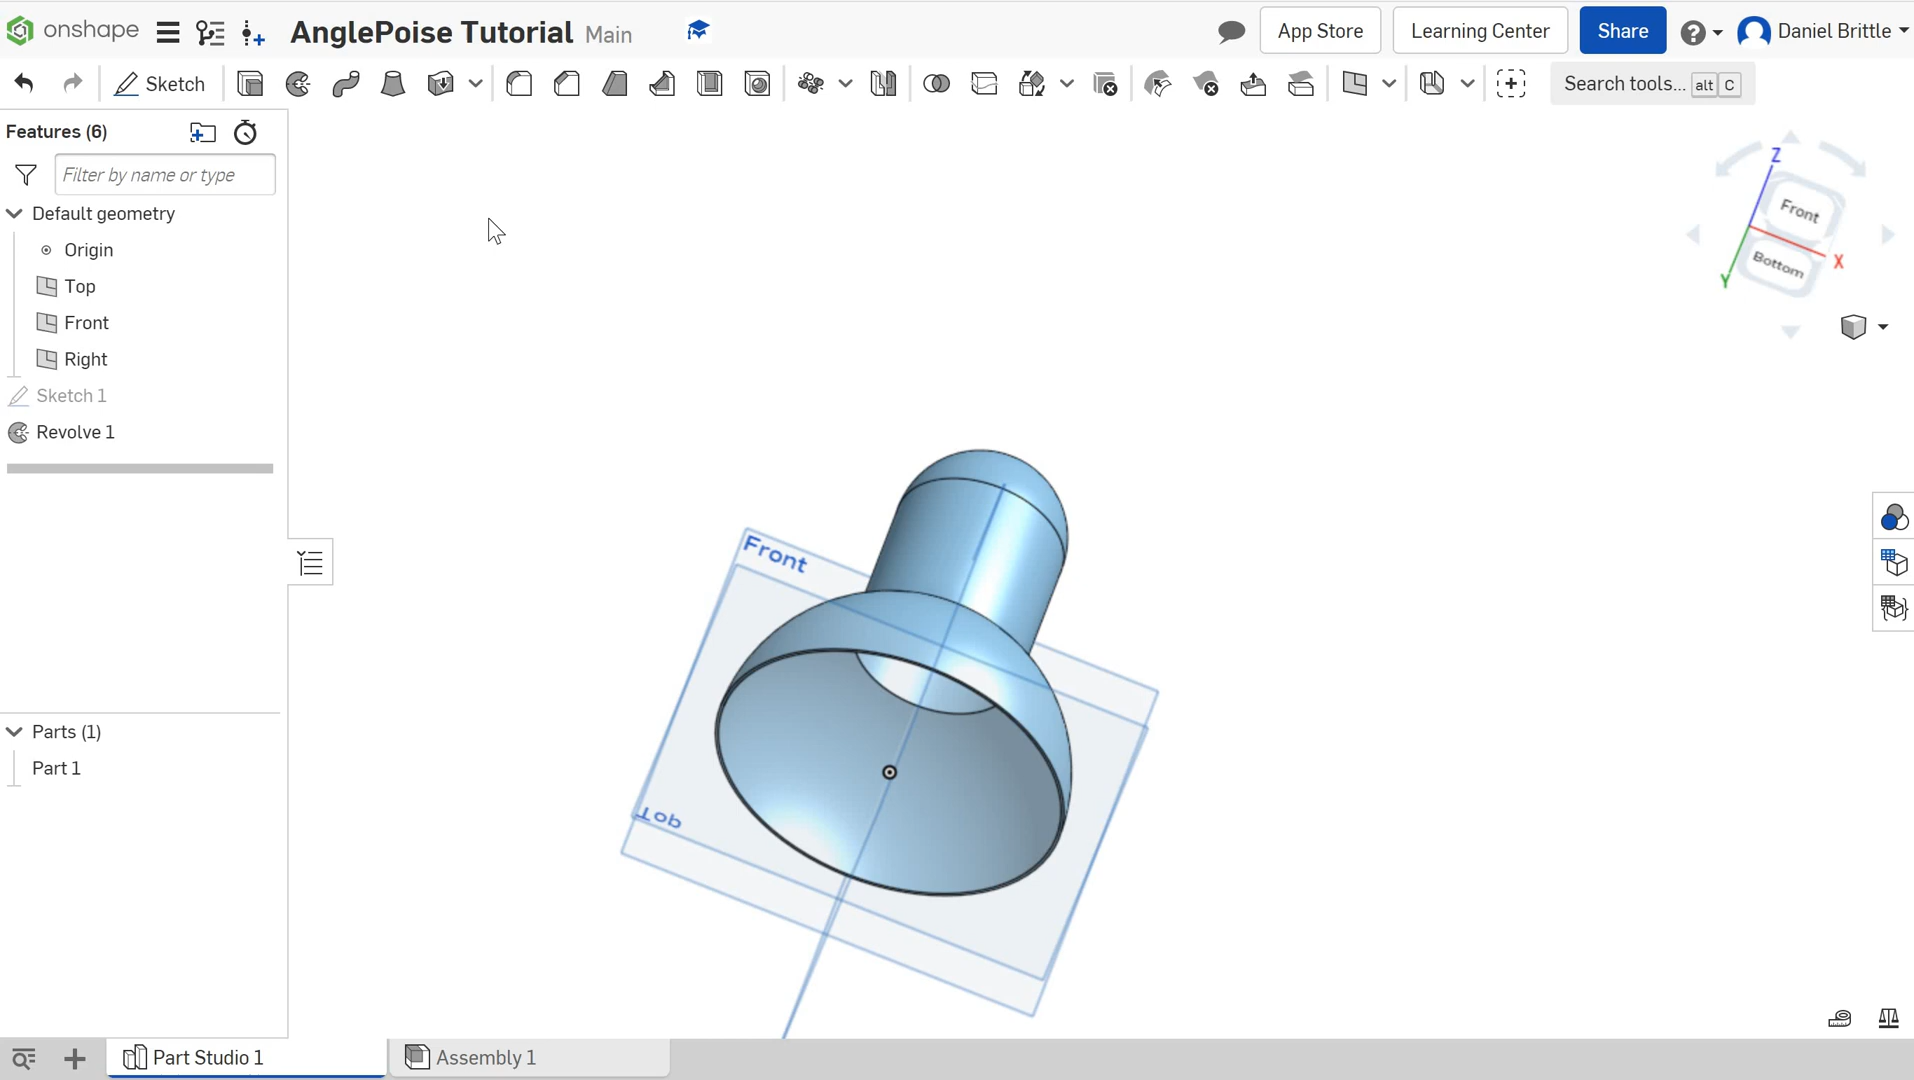 onshape
AnglePoise Tutorial Main
App Store
Learning Center
Share
Daniel Brittle
Sketch
Search tools... alt C
Features (6)
Filter by name or type
Default geometry
Origin
Top
Front
Right
Sketch 1
Revolve 1
Parts (1)
Part 1
Front
Top
Z
Front
X
Bottom
Y
Part Studio 1
Assembly 1